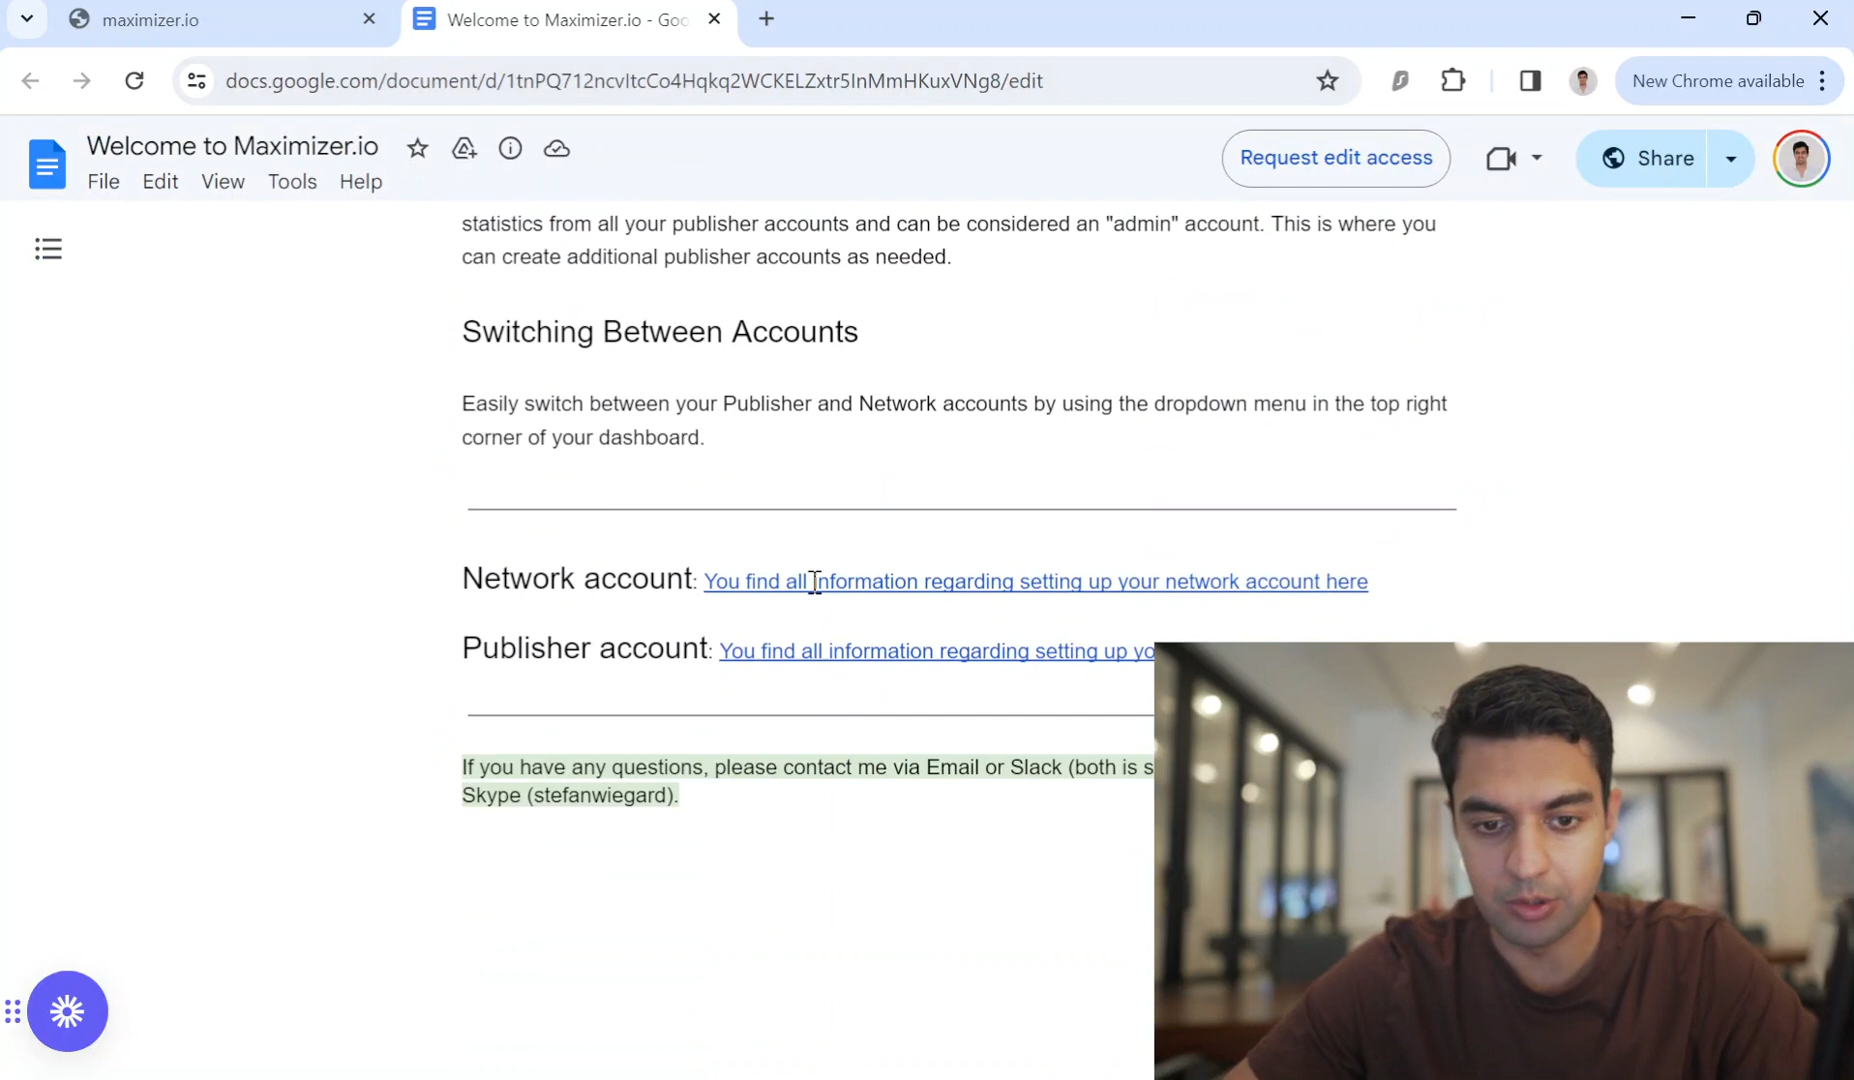 maximizer.io
Welcome to Maximizer.io - Goo
docs.google.com/document/d/1tnPQ712ncvItcCo4Hqkq2WCKELZxtr5InMmHKuxVNg8/edit
New Chrome available
Welcome to Maximizer.io
File Edit View Tools Help
Request edit access
Share
statistics from all your publisher accounts and can be considered an "admin" account. This is where you
can create additional publisher accounts as needed.
Switching Between Accounts
Easily switch between your Publisher and Network accounts by using the dropdown menu in the top right
corner of your dashboard.
Network account: You find all information regarding setting up your network account here
Publisher account: You find all information regarding setting up yo
If you have any questions, please contact me via Email or Slack (both is s
Skype (stefanwiegard).